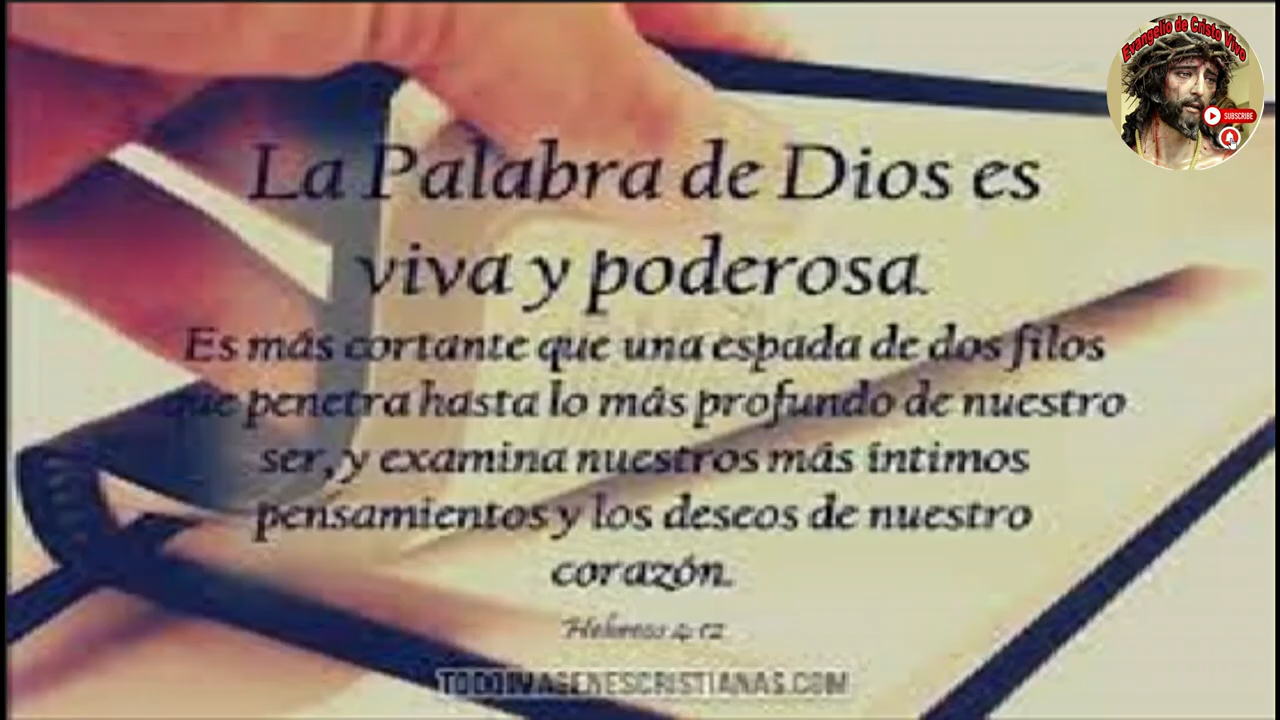 Evangelio de Cristo Vivo
SUBSCRIBE
La Palabra de Dios es
viva y poderosa.
Es más cortante que una espada de dos filos
que penetra hasta lo más profundo de nuestro
ser, y examina nuestros más íntimos
pensamientos y los deseos de nuestro
corazón.
Hebreos 4:12
TODOIMAGENESCRISTIANAS.COM